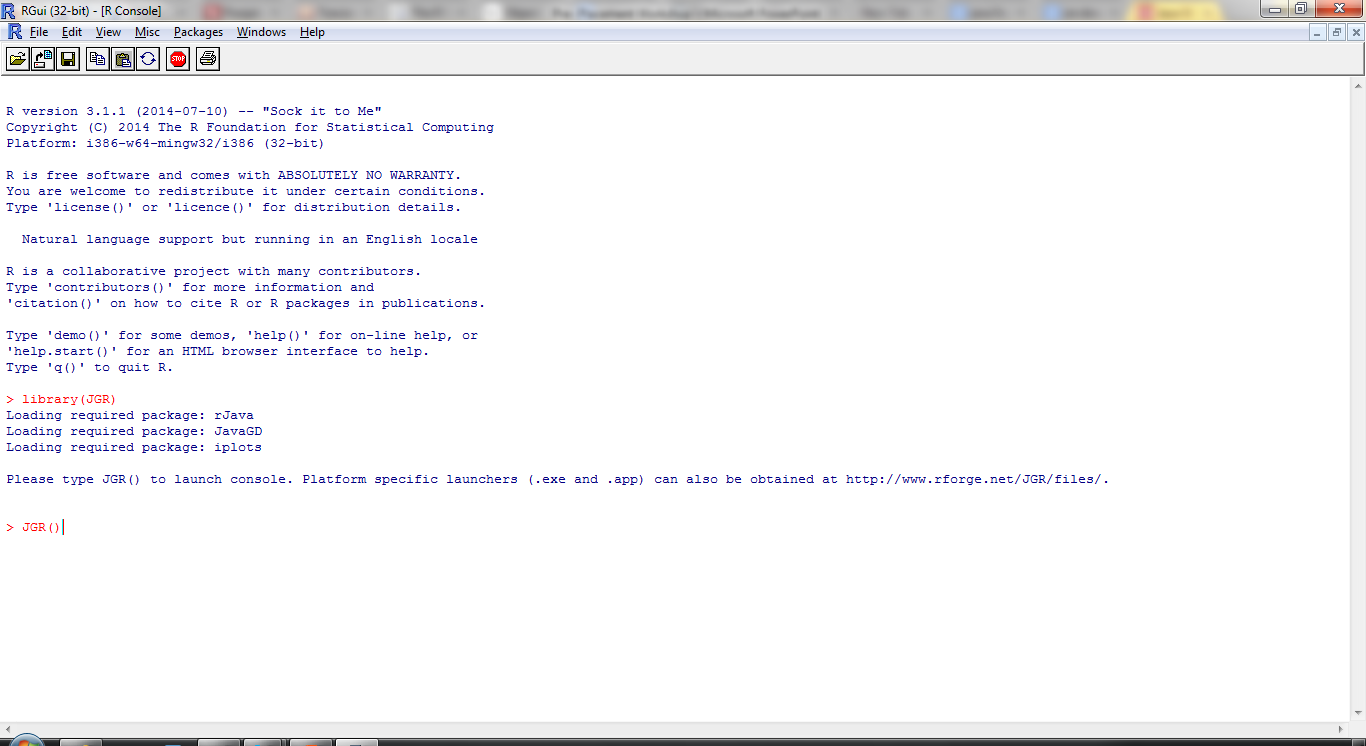 RGui (32-bit) - [R Console]
File Edit View Misc Packages Windows Help
STOP
R version 3.1.1 (2014-07-10) -- "Sock it to Me"
Copyright (C) 2014 The R Foundation for Statistical Computing
Platform: i386-w64-mingw32/i386 (32-bit)
R is free software and comes with ABSOLUTELY NO WARRANTY.
You are welcome to redistribute it under certain conditions.
Type 'license()' or 'licence()' for distribution details.
Natural language support but running in an English locale
R is a collaborative project with many contributors.
Type 'contributors()' for more information and
'citation()' on how to cite R or R packages in publications.
Type 'demo()' for some demos, 'help()' for on-line help, or
'help.start()' for an HTML browser interface to help.
Type 'q()' to quit R.
> library(JGR)
Loading required package: rJava
Loading required package: JavaGD
Loading required package: iplots
Please type JGR() to launch console. Platform specific launchers (.exe and .app) can also be obtained at http://www.rforge.net/JGR/files/.
> JGR()